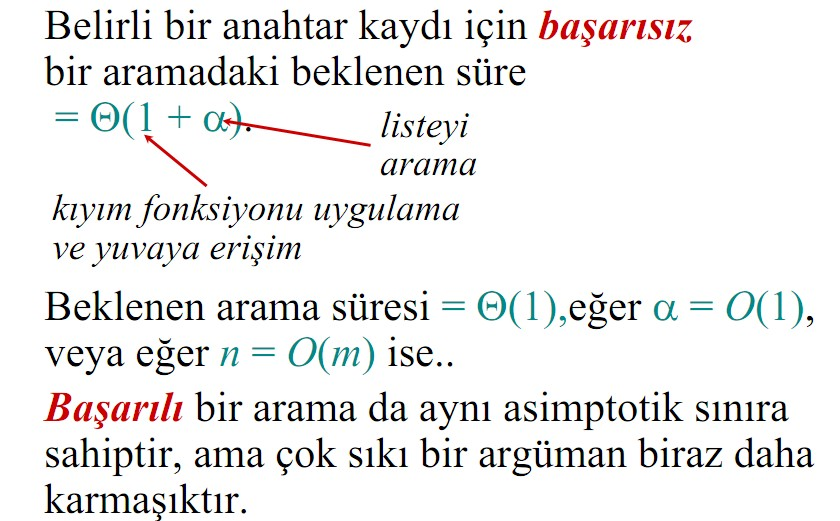 Belirli bir anahtar kaydı için başarısız
bir aramadaki beklenen süre
= Θ(1 + α).
listeyi
arama
kıyım fonksiyonu uygulama
ve yuvaya erişim
Beklenen arama süresi = Θ(1),eğer α = O(1),
veya eğer n = O(m) ise..
Başarılı bir arama da aynı asimptotik sınıra
sahiptir, ama çok sıkı bir argüman biraz daha
karmaşıktır.